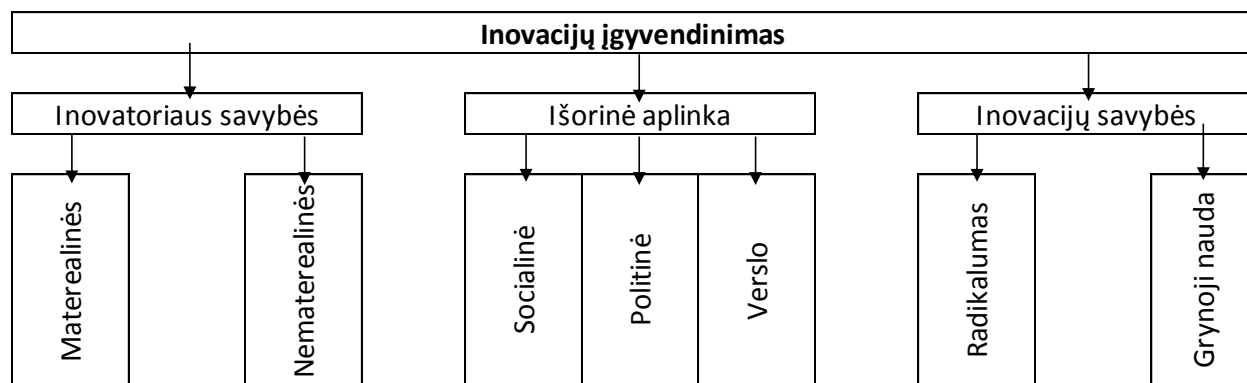 Inovacijų įgyvendinimas
Inovatoriaus savybės
Išorinė aplinka
Inovacijų savybės
Materealinės
Nematerealinės
Socialinė
Politinė
Verslo
Radikalumas
Grynoji nauda